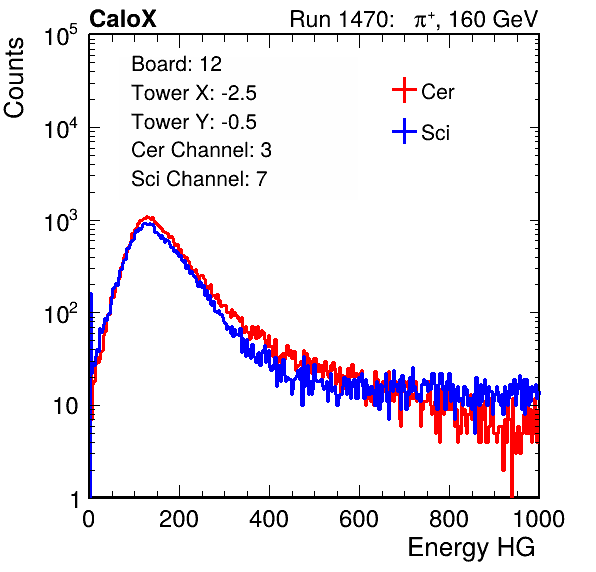 CaloX Run 1470: π⁺, 160 GeV
Counts
Board: 12
Tower X: -2.5
Tower Y: -0.5
Cer Channel: 3
Sci Channel: 7
Cer
Sci
10⁵
10⁴
10³
10²
10
1
0 200 400 600 800 1000
Energy HG